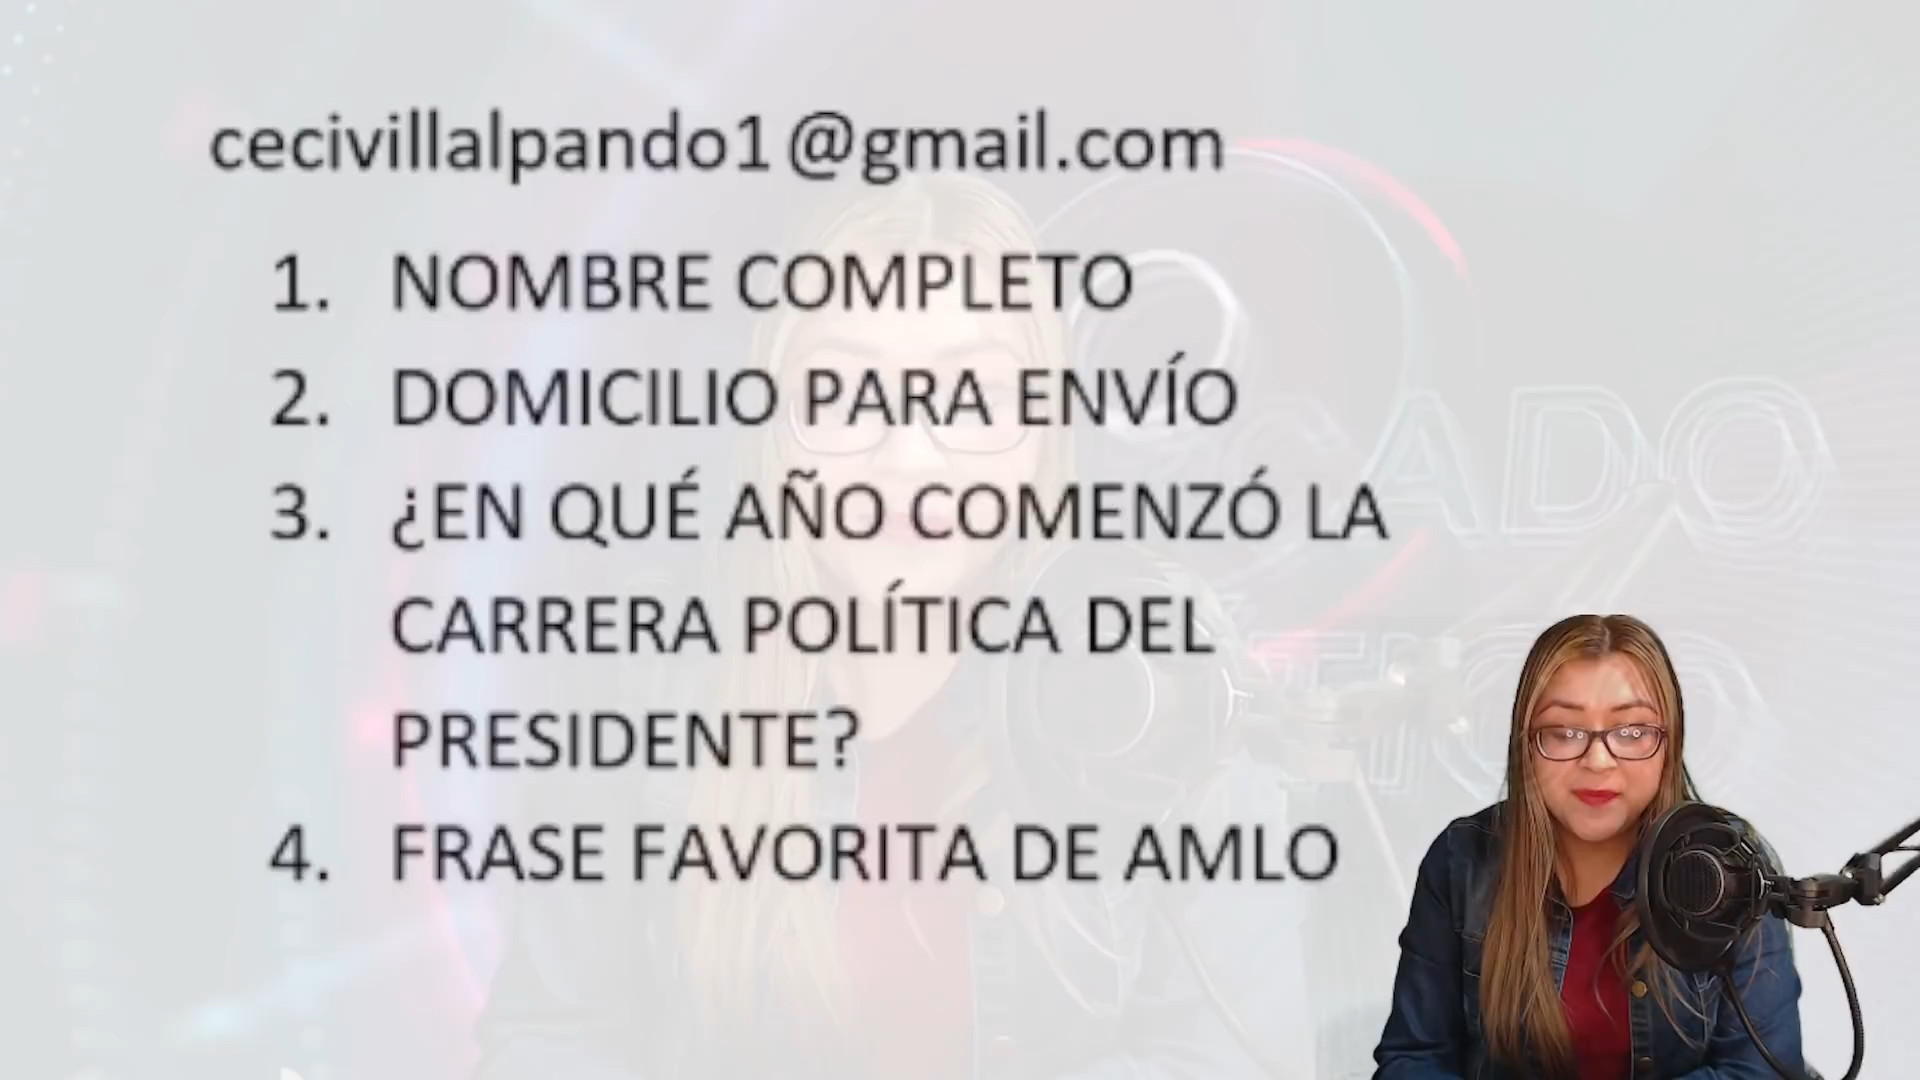 cecivillalpando1@gmail.com
1. NOMBRE COMPLETO
2. DOMICILIO PARA ENVÍO
3. ¿EN QUÉ AÑO COMENZÓ LA
CARRERA POLÍTICA DEL
PRESIDENTE?
4. FRASE FAVORITA DE AMLO